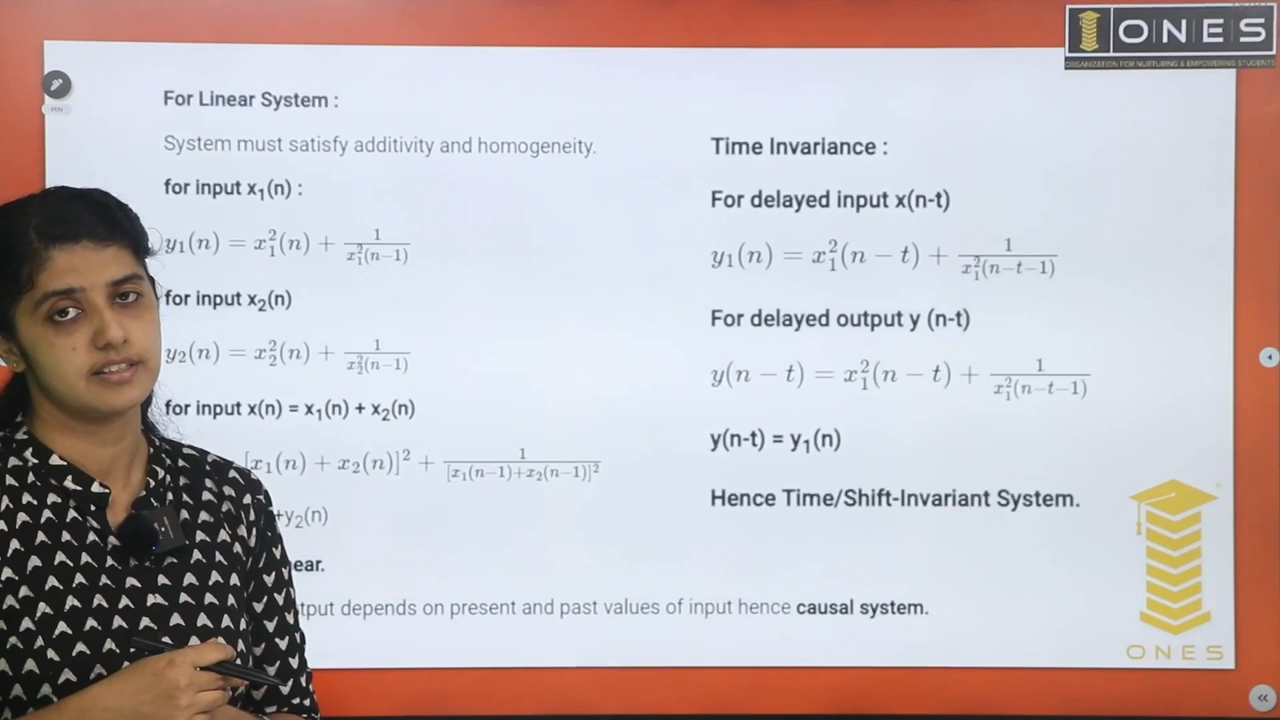 ONES
ORGANIZATION FOR NURTURING & EMPOWERING STUDENTS
PEN
For Linear System :
System must satisfy additivity and homogeneity.
for input x₁(n) :
y₁(n) = x₁²(n) + 1/x₁²(n−1)
for input x₂(n)
y₂(n) = x₂²(n) + 1/x₂²(n−1)
for input x(n) = x₁(n) + x₂(n)
[x₁(n) + x₂(n)]² + 1/[x₁(n−1)+x₂(n−1)]²
+y₂(n)
ear.
tput depends on present and past values of input hence causal system.
Time Invariance :
For delayed input x(n-t)
y₁(n) = x₁²(n − t) + 1/x₁²(n−t−1)
For delayed output y (n-t)
y(n − t) = x₁²(n − t) + 1/x₁²(n−t−1)
y(n-t) = y₁(n)
Hence Time/Shift-Invariant System.
ONES